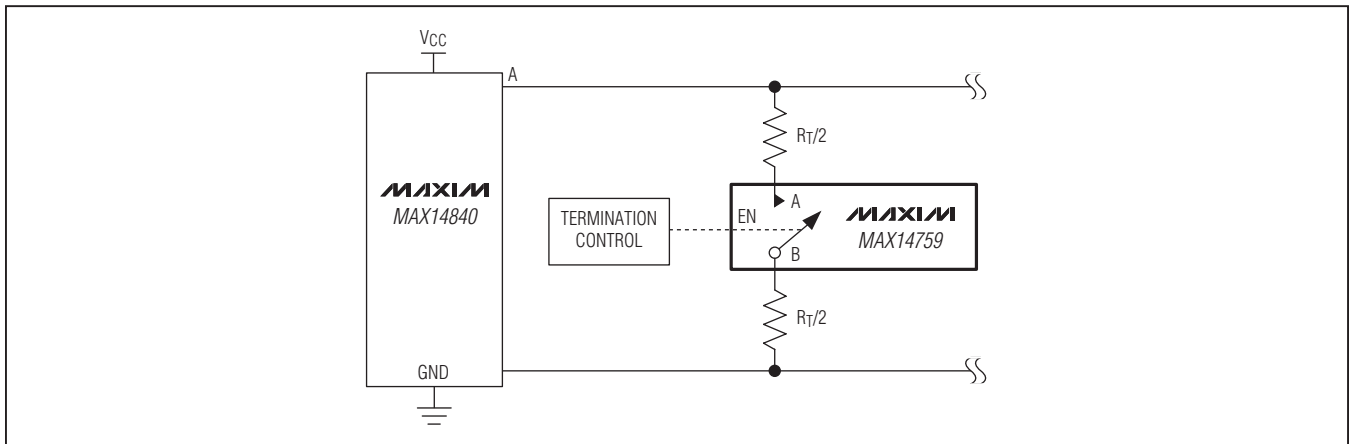 VCC
A
RT/2
MAXIM
MAX14840
TERMINATION
CONTROL
EN
A
B
MAXIM
MAX14759
RT/2
GND